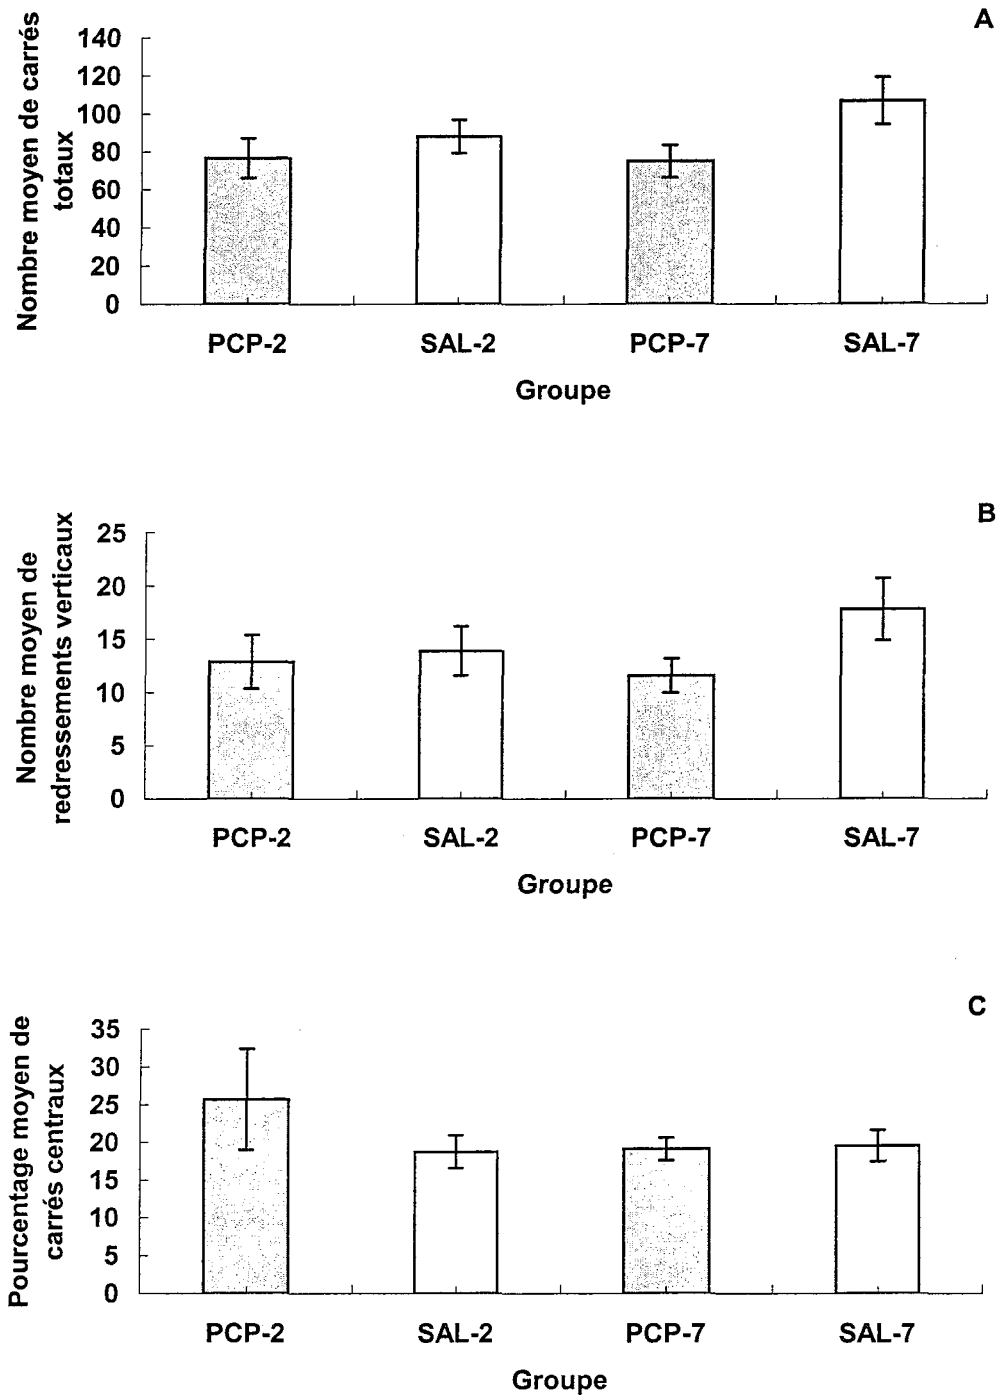 A
Nombre moyen de carrés
totaux
140
120
100
80
60
40
20
0
PCP-2 SAL-2 PCP-7 SAL-7
Groupe
B
Nombre moyen de
redressements verticaux
25
20
15
10
5
0
PCP-2 SAL-2 PCP-7 SAL-7
Groupe
C
Pourcentage moyen de
carrés centraux
35
30
25
20
15
10
5
0
PCP-2 SAL-2 PCP-7 SAL-7
Groupe